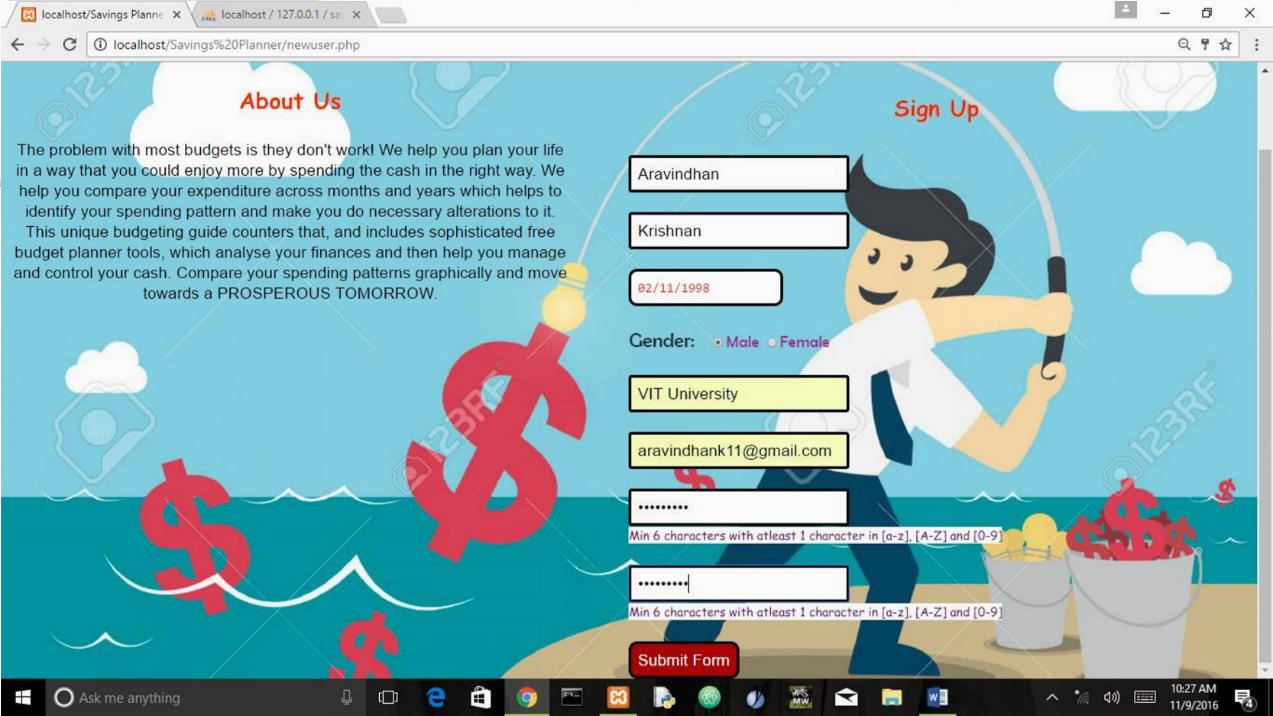 localhost/Savings Planne
localhost / 127.0.0.1 / sa
localhost/Savings%20Planner/newuser.php
About Us
The problem with most budgets is they don't work! We help you plan your life
in a way that you could enjoy more by spending the cash in the right way. We
help you compare your expenditure across months and years which helps to
identify your spending pattern and make you do necessary alterations to it.
This unique budgeting guide counters that, and includes sophisticated free
budget planner tools, which analyse your finances and then help you manage
and control your cash. Compare your spending patterns graphically and move
towards a PROSPEROUS TOMORROW.
Sign Up
Aravindhan
Krishnan
02/11/1998
Gender: Male Female
VIT University
aravindhank11@gmail.com
•••••••••
Min 6 characters with atleast 1 character in [a-z], [A-Z] and [0-9]
•••••••••
Min 6 characters with atleast 1 character in [a-z], [A-Z] and [0-9]
Submit Form
123RF
123RF
123RF
123RF
Ask me anything
10:27 AM
11/9/2016
4